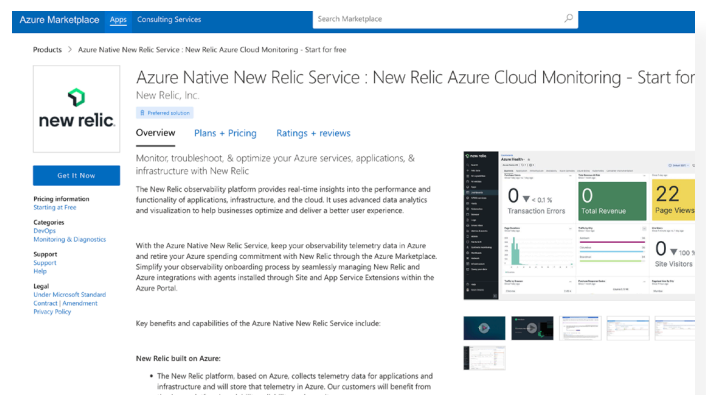 Azure Marketplace Apps Consulting Services Search Marketplace
Products > Azure Native New Relic Service : New Relic Azure Cloud Monitoring - Start for free
Azure Native New Relic Service : New Relic Azure Cloud Monitoring - Start for
New Relic, Inc.
Preferred solution
new relic.
Overview Plans + Pricing Ratings + reviews
Get It Now
Pricing information
Starting at Free
Categories
DevOps
Monitoring & Diagnostics
Support
Support
Help
Legal
Under Microsoft Standard
Contract | Amendment
Privacy Policy
Monitor, troubleshoot, & optimize your Azure services, applications, &
infrastructure with New Relic
The New Relic observability platform provides real-time insights into the performance and
functionality of applications, infrastructure, and the cloud. It uses advanced data analytics
and visualization to help businesses optimize and deliver a better user experience.
With the Azure Native New Relic Service, keep your observability telemetry data in Azure
and retire your Azure spending commitment with New Relic through the Azure Marketplace.
Simplify your observability onboarding process by seamlessly managing New Relic and
Azure integrations with agents installed through Site and App Service Extensions within the
Azure Portal.
Key benefits and capabilities of the Azure Native New Relic Service include:
New Relic built on Azure:
• The New Relic platform, based on Azure, collects telemetry data for applications and
infrastructure and will store that telemetry in Azure. Our customers will benefit from
new relic
Azure Health
0 ▼ < 0.1 %
Transaction Errors
0
Total Revenue
22
Page Views
0 ▼ 100 %
Site Visitors